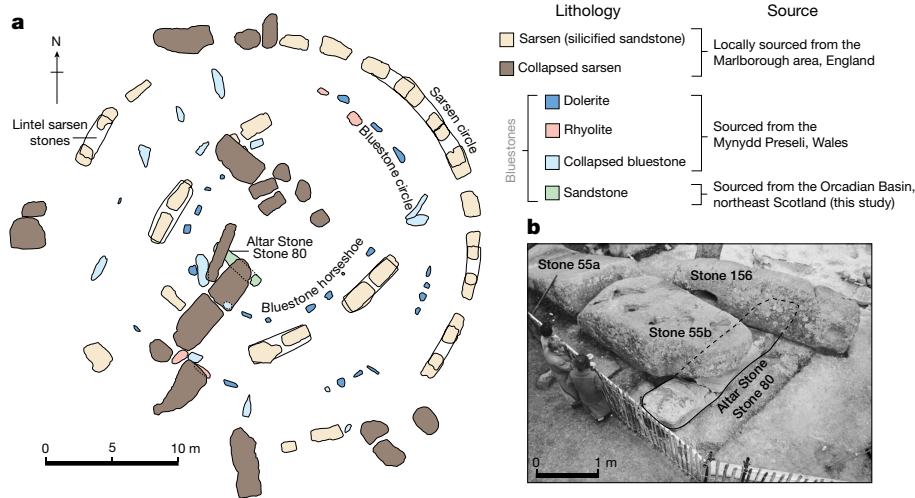 a
N
Lintel sarsen
stones
Sarsen circle
Bluestone circle
Altar Stone
Stone 80
Bluestone horseshoe
0 5 10 m
Lithology Source
Sarsen (silicified sandstone)
Collapsed sarsen
Locally sourced from the
Marlborough area, England
Bluestones
Dolerite
Rhyolite
Collapsed bluestone
Sandstone
Sourced from the
Mynydd Preseli, Wales
Sourced from the Orcadian Basin,
northeast Scotland (this study)
b
Stone 55a
Stone 156
Stone 55b
Altar Stone
Stone 80
0 1 m